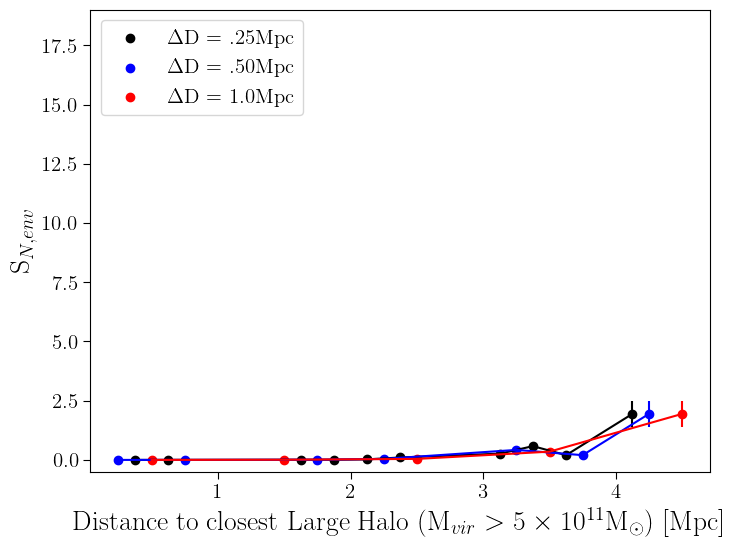 ΔD = .25Mpc
ΔD = .50Mpc
ΔD = 1.0Mpc
17.5
15.0
12.5
10.0
7.5
5.0
2.5
0.0
S_{N,env}
1 2 3 4
Distance to closest Large Halo (M_{vir} > 5 × 10^{11}M_⊙) [Mpc]